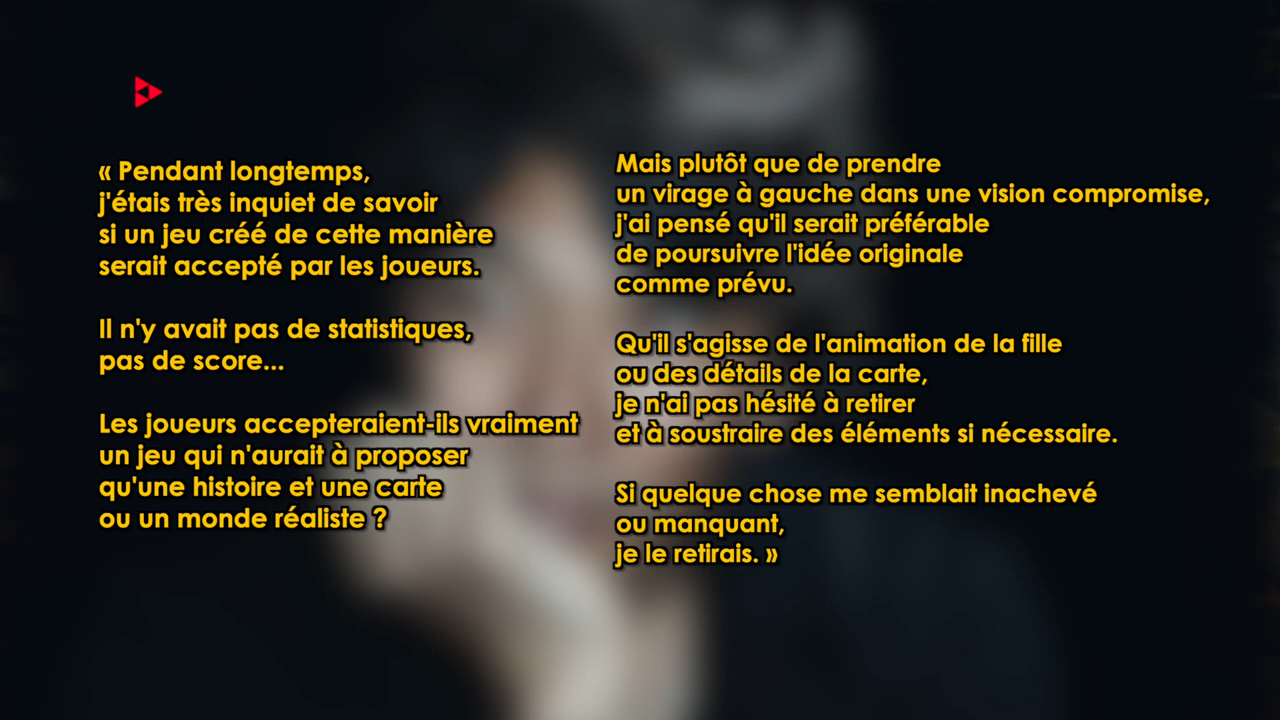 « Pendant longtemps,
j'étais très inquiet de savoir
si un jeu créé de cette manière
serait accepté par les joueurs.
Il n'y avait pas de statistiques,
pas de score...
Les joueurs accepteraient-ils vraiment
un jeu qui n'aurait à proposer
qu'une histoire et une carte
ou un monde réaliste ?
Mais plutôt que de prendre
un virage à gauche dans une vision compromise,
j'ai pensé qu'il serait préférable
de poursuivre l'idée originale
comme prévu.
Qu'il s'agisse de l'animation de la fille
ou des détails de la carte,
je n'ai pas hésité à retirer
et à soustraire des éléments si nécessaire.
Si quelque chose me semblait inachevé
ou manquant,
je le retirais. »